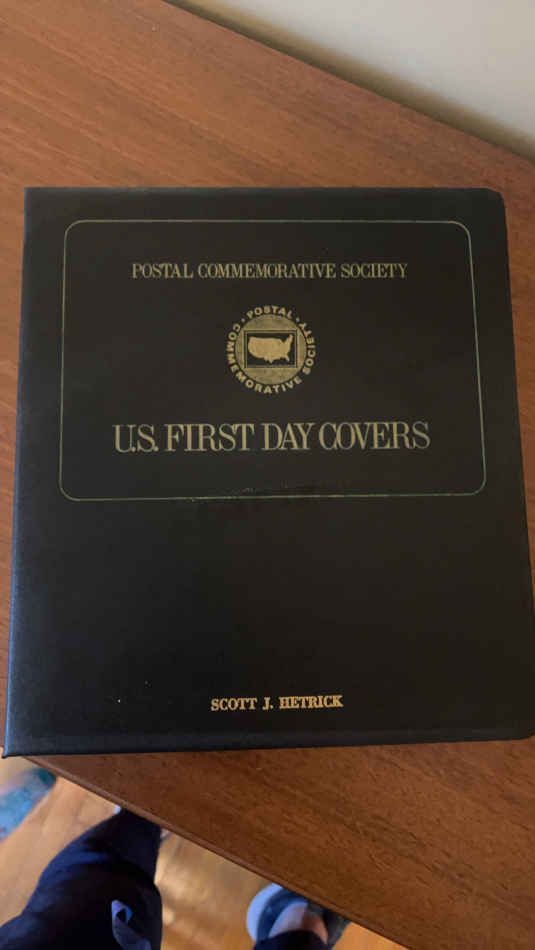 POSTAL COMMEMORATIVE SOCIETY
· POSTAL ·
COMMEMORATIVE SOCIETY
U.S. FIRST DAY COVERS
SCOTT J. HETRICK